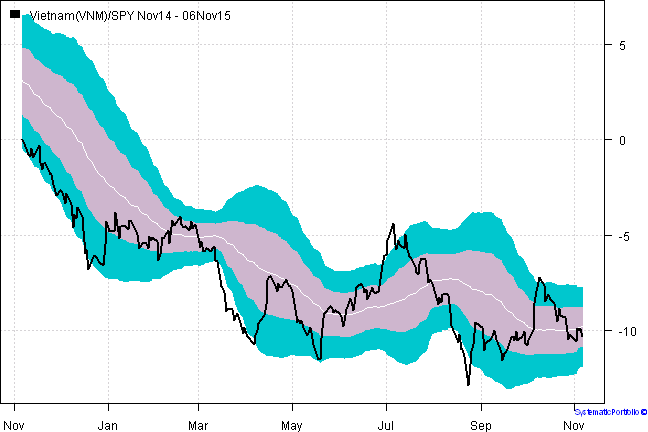 Vietnam(VNM)/SPY Nov14 - 06Nov15
5
0
-5
-10
Nov Jan Mar May Jul Sep Nov
SystematicPortfolio ©